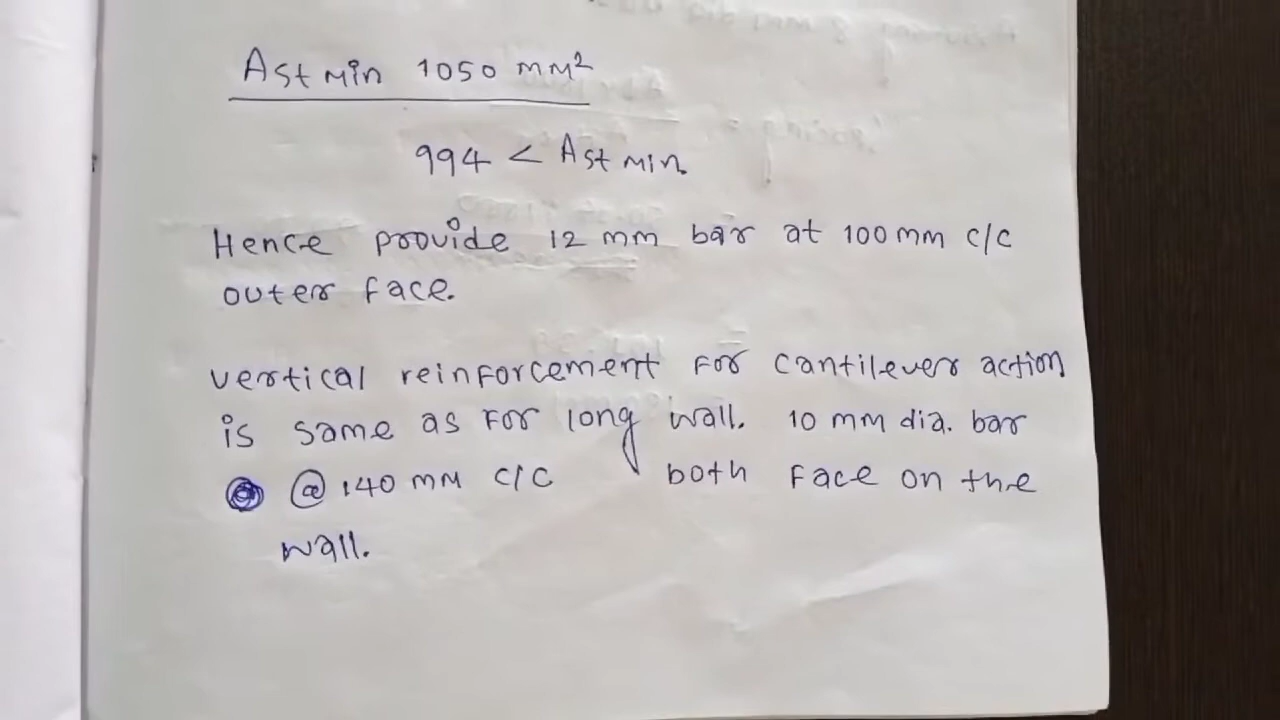 Ast min 1050 mm²
994 < Ast min.
Hence provide 12 mm bar at 100 mm c/c
outer face.
vertical reinforcement for cantilever action
is same as for long wall. 10 mm dia. bar
@ 140 mm c/c both face on the
wall.